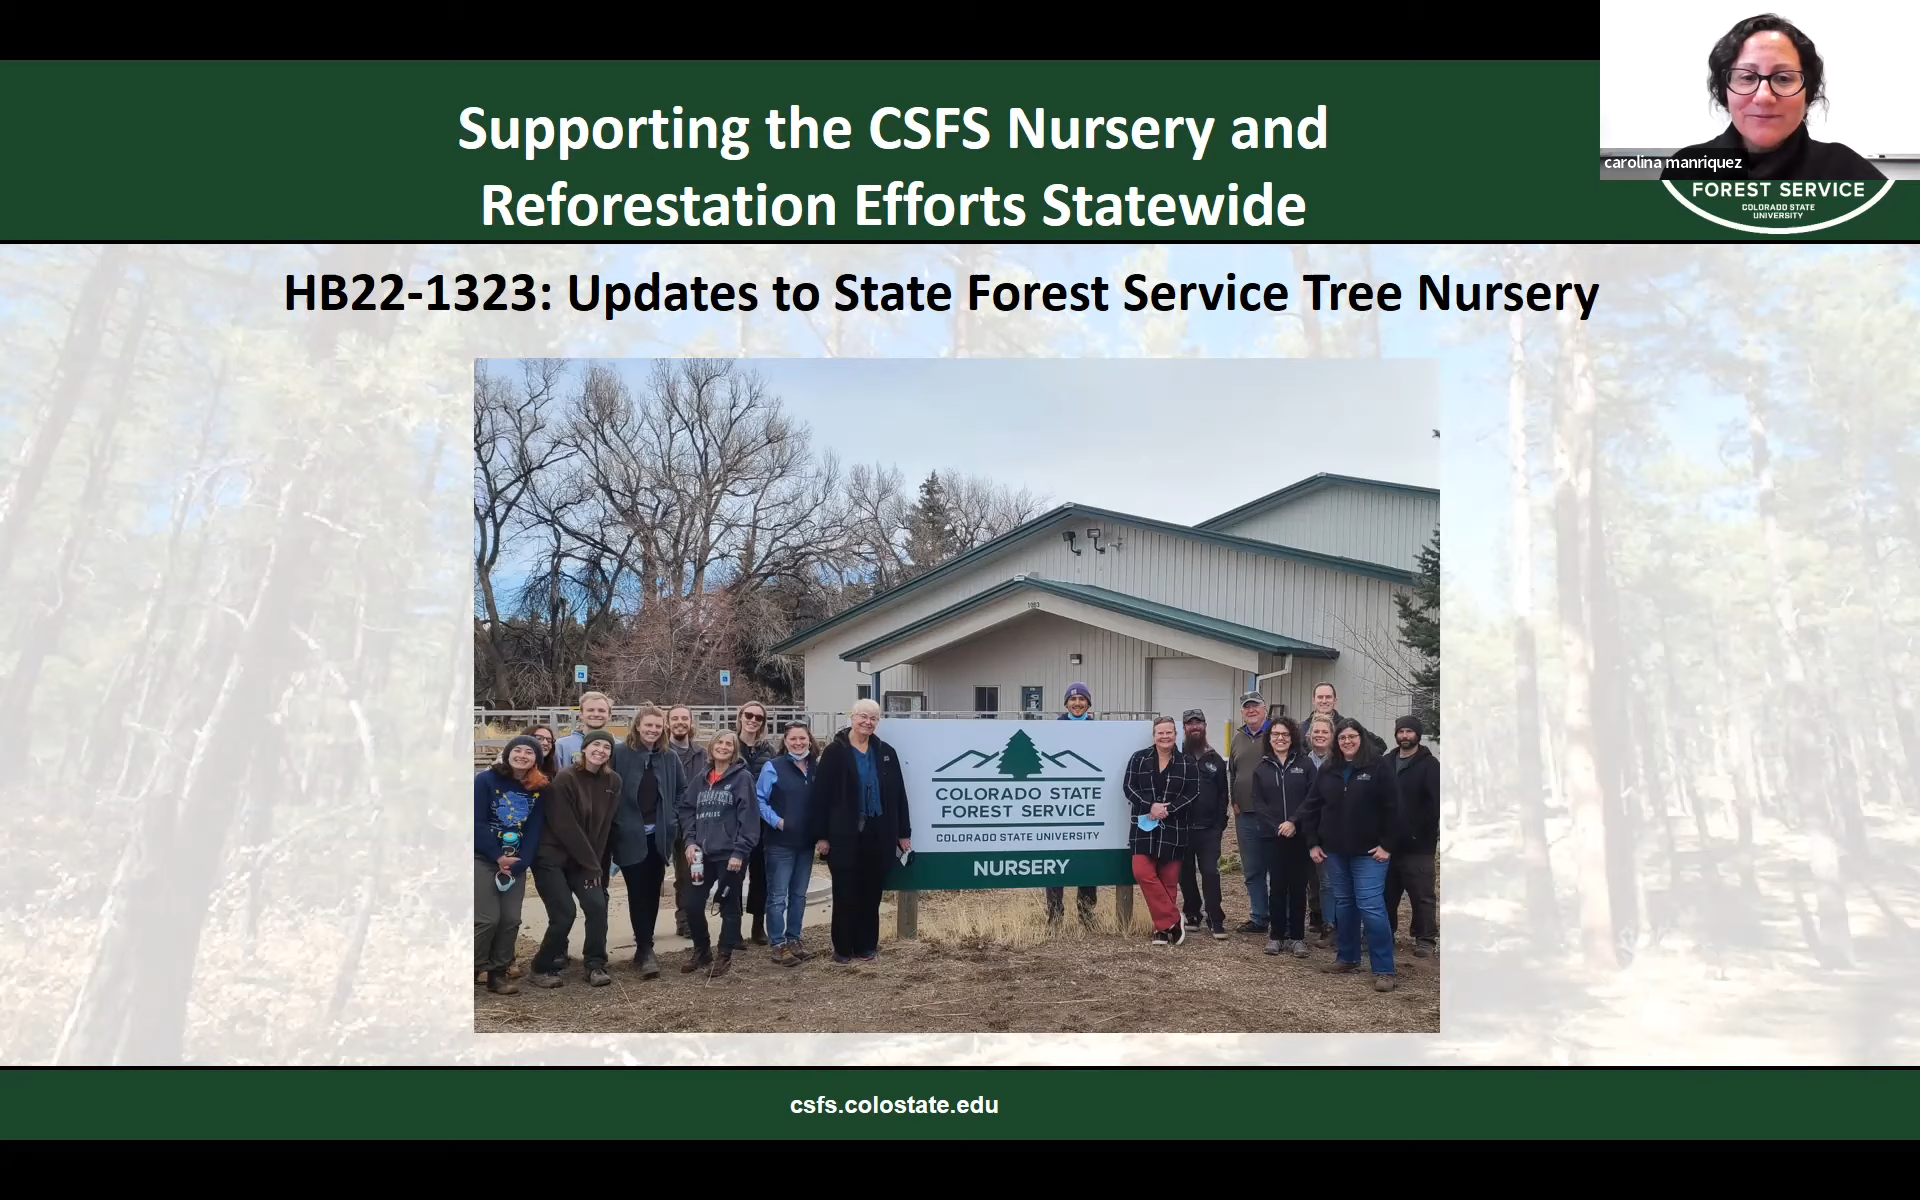 Supporting the CSFS Nursery and
Reforestation Efforts Statewide
carolina manriquez
FOREST SERVICE
COLORADO STATE
UNIVERSITY
HB22-1323: Updates to State Forest Service Tree Nursery
1053
COLORADO STATE
FOREST SERVICE
COLORADO STATE UNIVERSITY
NURSERY
csfs.colostate.edu